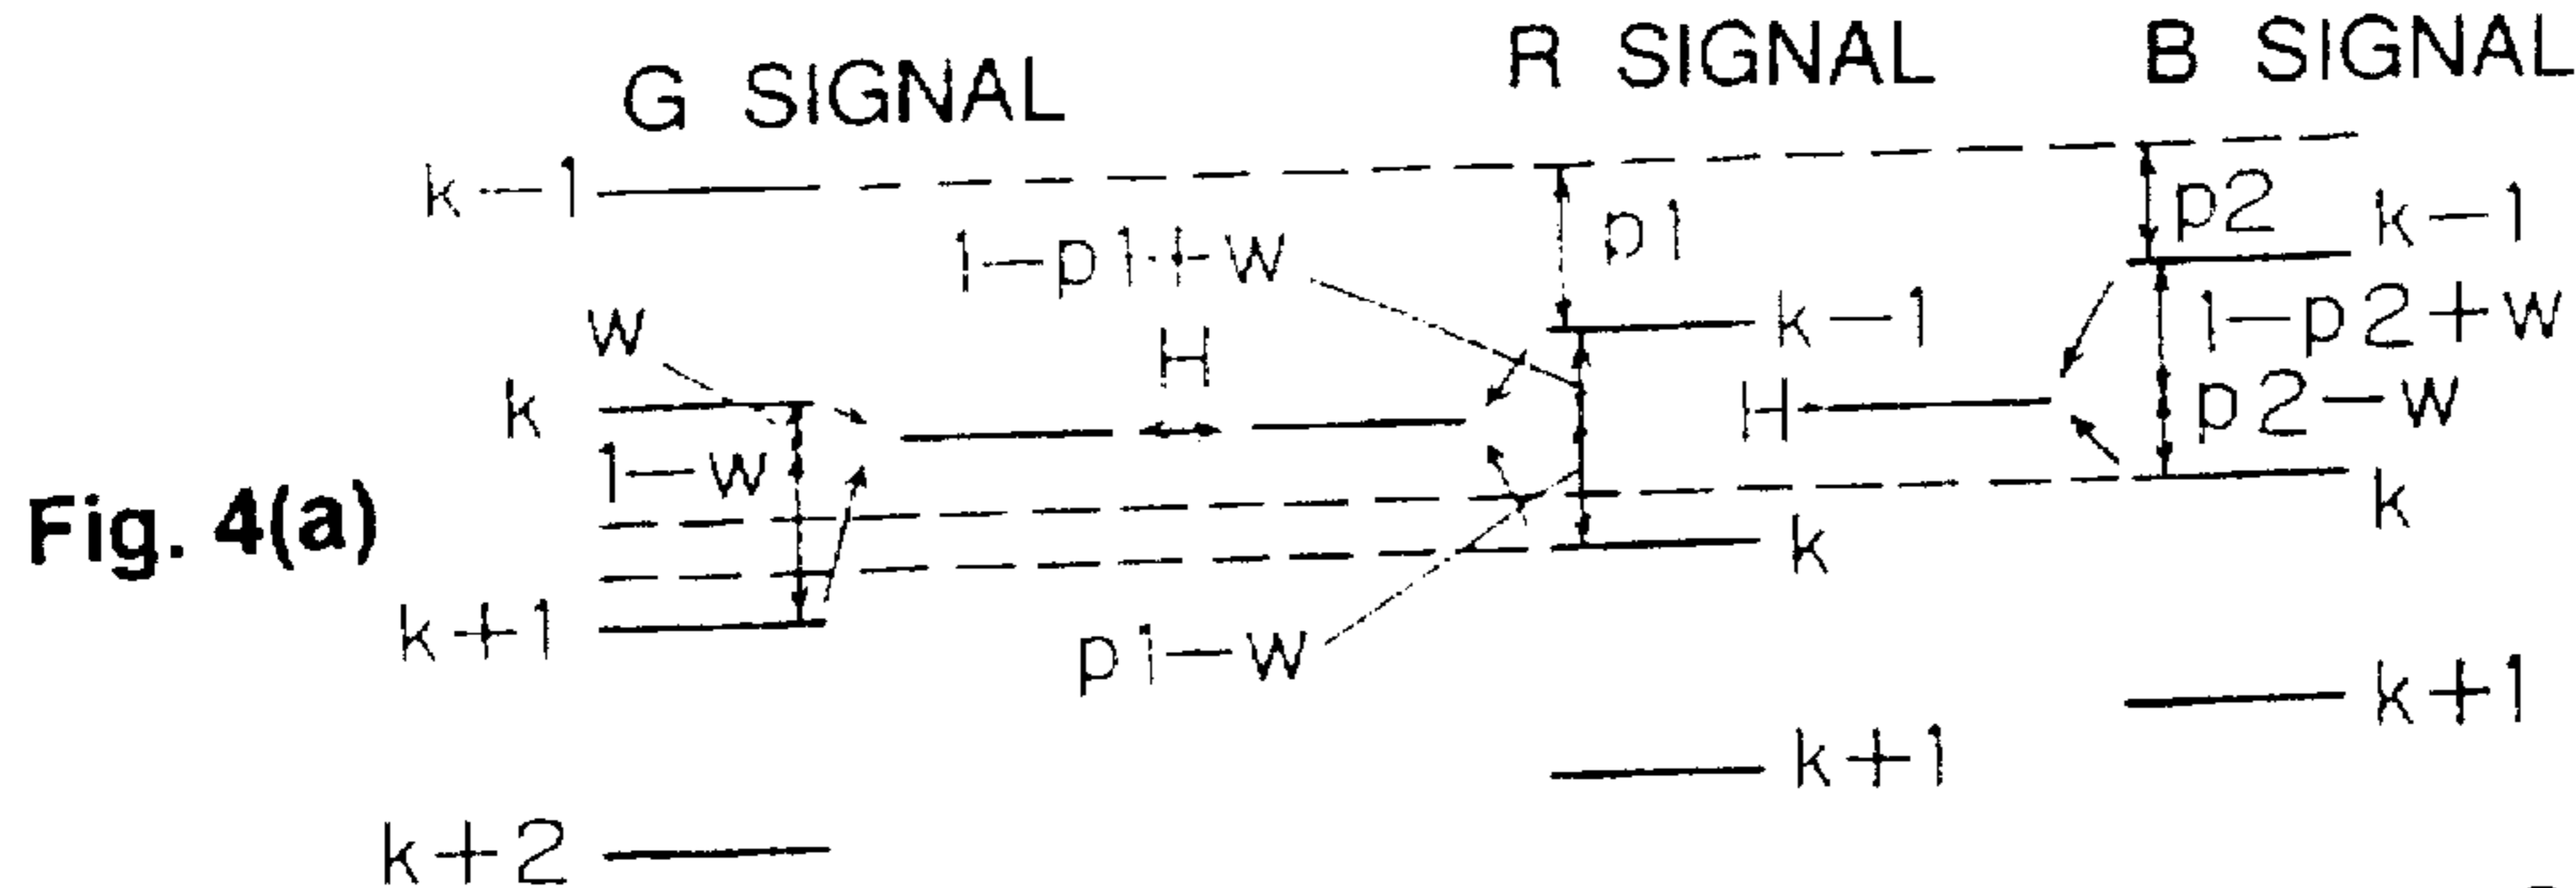 G SIGNAL
R SIGNAL
B SIGNAL
k-1
p1
p2
k-1
1-p1+w
w
H
k-1
1-p2+w
k
H
p2-w
1-w
k
Fig. 4(a)
k
k+1
p1-w
k+1
k+1
k+2